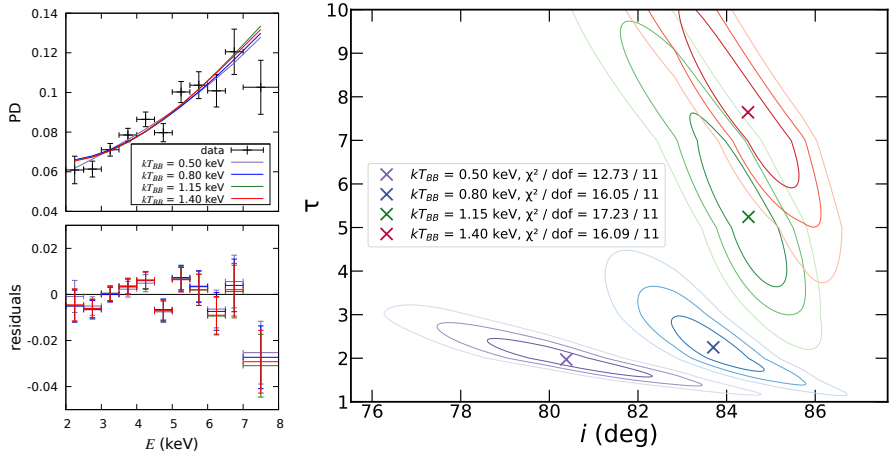 0.14
0.12
0.1
0.08
0.06
0.04
PD
data
kT_BB = 0.50 keV
kT_BB = 0.80 keV
kT_BB = 1.15 keV
kT_BB = 1.40 keV
0.02
0
-0.02
-0.04
residuals
2 3 4 5 6 7 8
E (keV)
10
9
8
7
6
5
4
3
2
1
τ
kT_BB = 0.50 keV, χ² / dof = 12.73 / 11
kT_BB = 0.80 keV, χ² / dof = 16.05 / 11
kT_BB = 1.15 keV, χ² / dof = 17.23 / 11
kT_BB = 1.40 keV, χ² / dof = 16.09 / 11
76 78 80 82 84 86
i (deg)